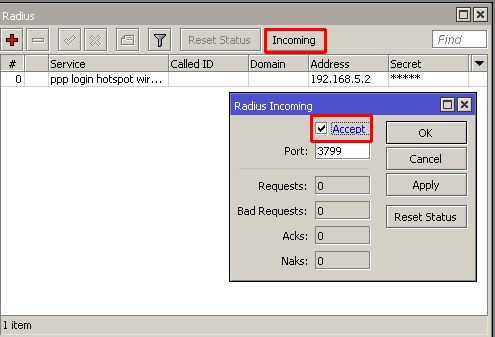 Radius
Reset Status
Incoming
Find
# Service Called ID Domain Address Secret
0 ppp login hotspot wir... 192.168.5.2 *****
Radius Incoming
Accept
OK
Port: 3799
Cancel
Apply
Requests: 0
Bad Requests: 0
Reset Status
Acks: 0
Naks: 0
1 item